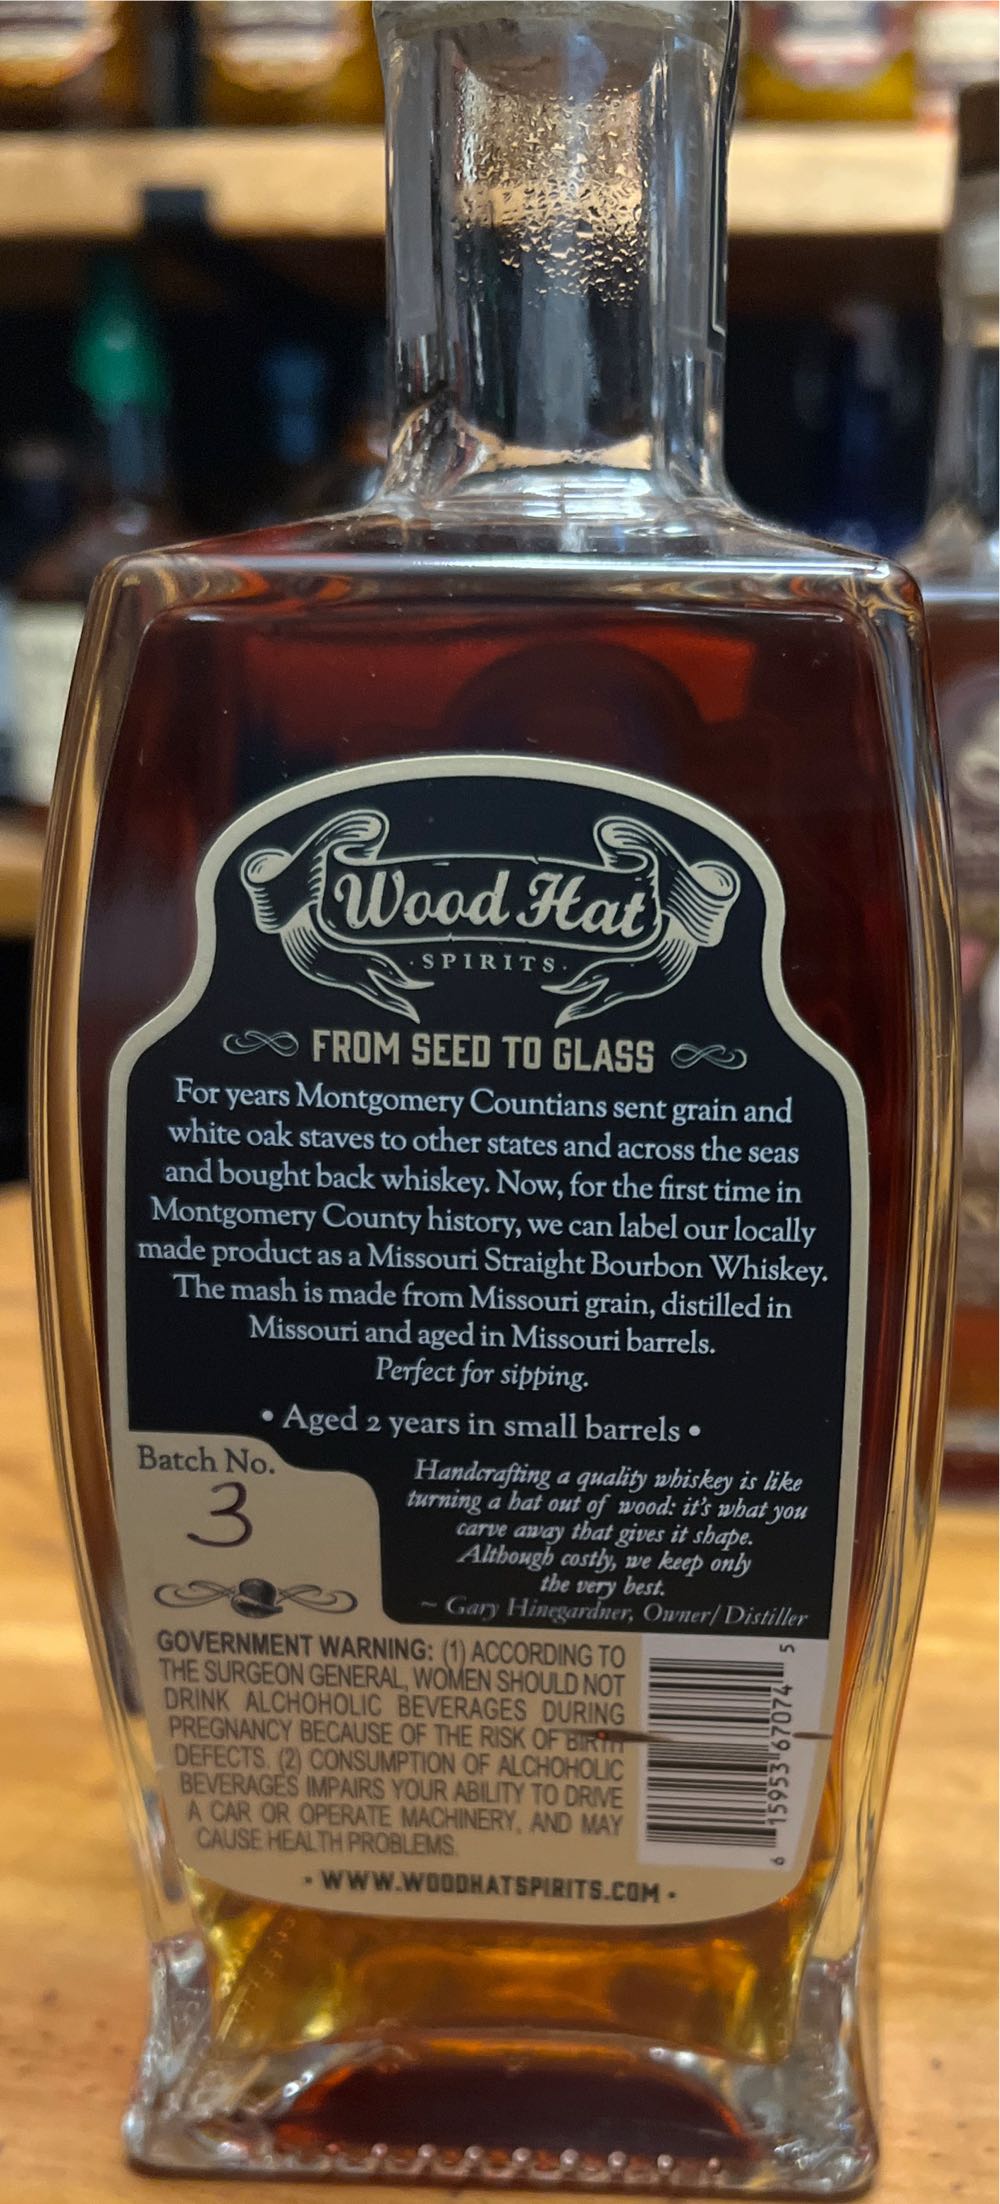 Wood Hat
· SPIRITS ·
FROM SEED TO GLASS
For years Montgomery Countians sent grain and
white oak staves to other states and across the seas
and bought back whiskey. Now, for the first time in
Montgomery County history, we can label our locally
made product as a Missouri Straight Bourbon Whiskey.
The mash is made from Missouri grain, distilled in
Missouri and aged in Missouri barrels.
Perfect for sipping.
• Aged 2 years in small barrels •
Batch No.
3
Handcrafting a quality whiskey is like
turning a hat out of wood: it's what you
carve away that gives it shape.
Although costly, we keep only
the very best.
~ Gary Hinegardner, Owner/Distiller
GOVERNMENT WARNING: (1) ACCORDING TO
THE SURGEON GENERAL, WOMEN SHOULD NOT
DRINK ALCHOHOLIC BEVERAGES DURING
PREGNANCY BECAUSE OF THE RISK OF BIRTH
DEFECTS. (2) CONSUMPTION OF ALCHOHOLIC
BEVERAGES IMPAIRS YOUR ABILITY TO DRIVE
A CAR OR OPERATE MACHINERY, AND MAY
CAUSE HEALTH PROBLEMS.
6 15953 67074 5
· WWW.WOODHATSPIRITS.COM ·